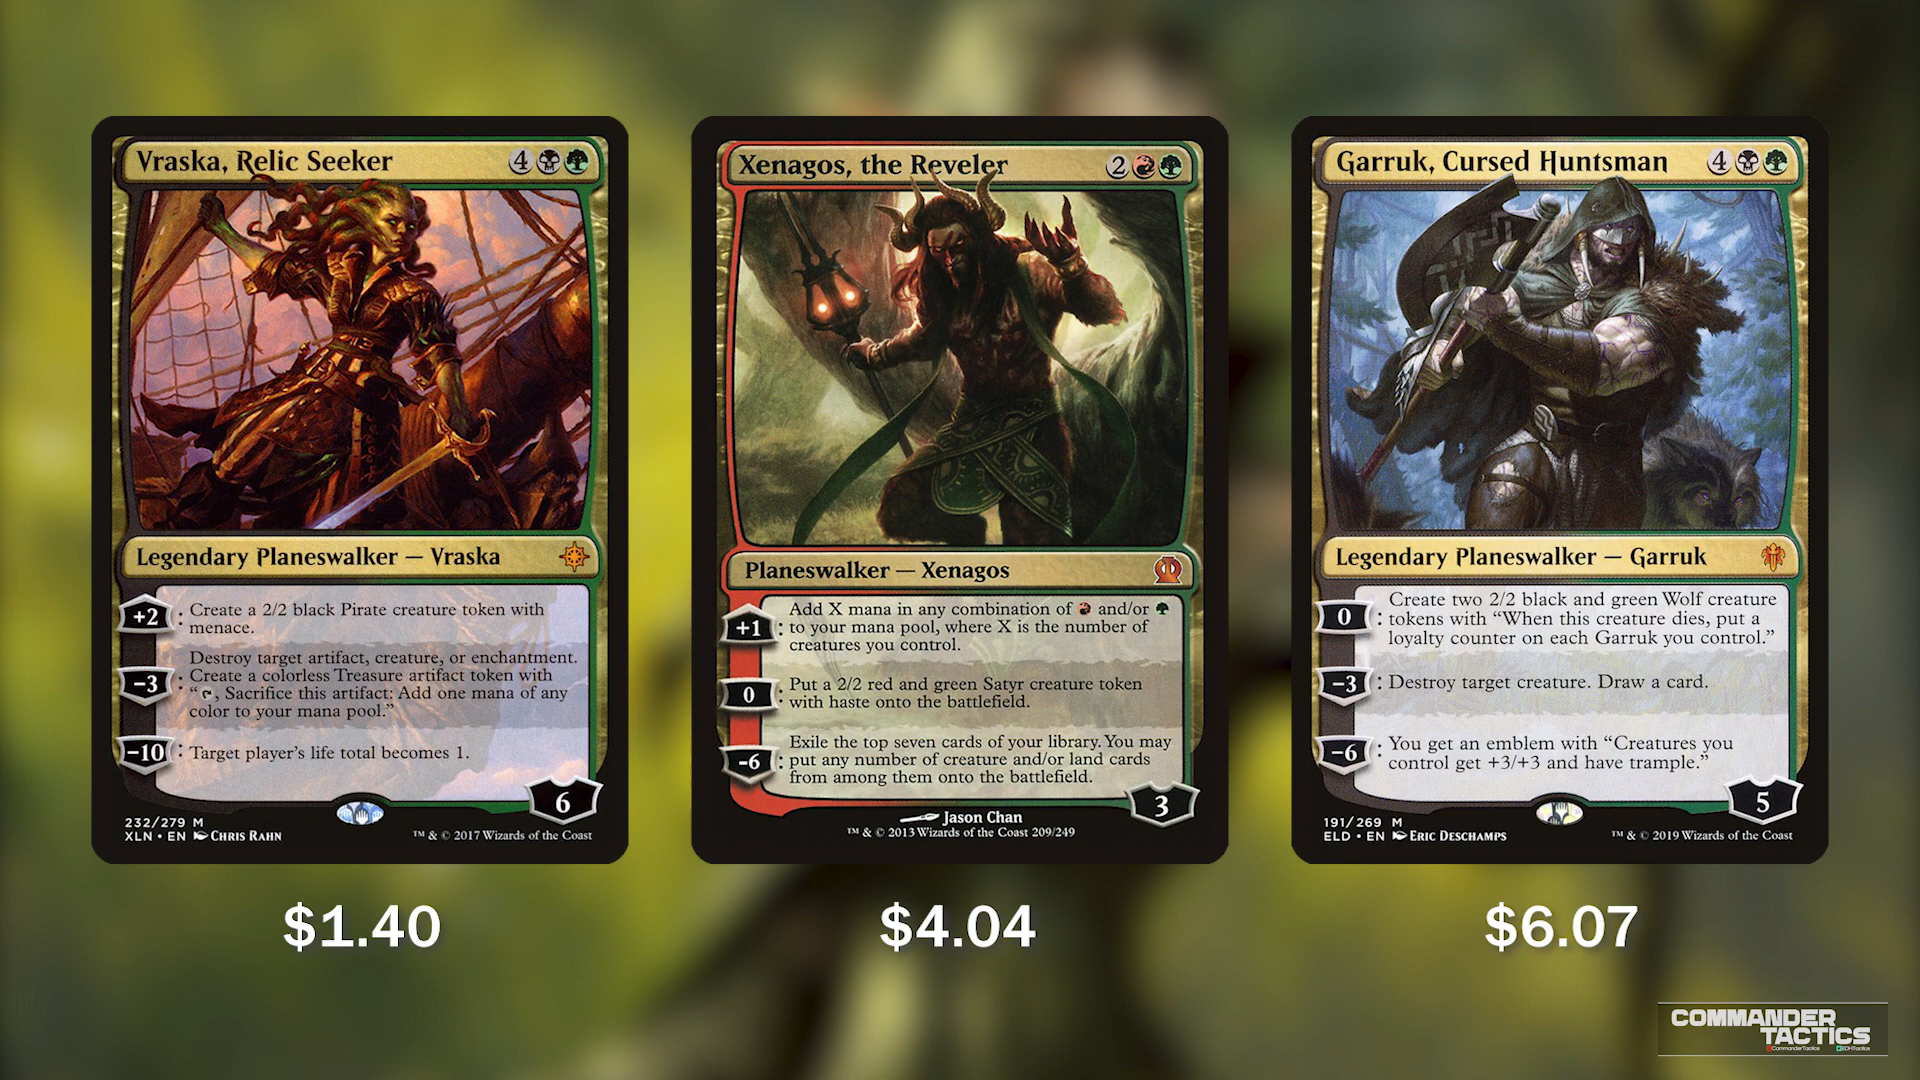 Vraska, Relic Seeker 4
Legendary Planeswalker — Vraska
+2 : Create a 2/2 black Pirate creature token with
menace.
-3 : Destroy target artifact, creature, or enchantment.
Create a colorless Treasure artifact token with
“, Sacrifice this artifact: Add one mana of any
color to your mana pool.”
-10 : Target player’s life total becomes 1.
6
232/279 M
XLN • EN Chris Rahn
™ & © 2017 Wizards of the Coast
$1.40
Xenagos, the Reveler 2
Planeswalker — Xenagos
+1 : Add X mana in any combination of and/or
to your mana pool, where X is the number of
creatures you control.
0 : Put a 2/2 red and green Satyr creature token
with haste onto the battlefield.
-6 : Exile the top seven cards of your library. You may
put any number of creature and/or land cards
from among them onto the battlefield.
3
Jason Chan
™ & © 2013 Wizards of the Coast 209/249
$4.04
Garruk, Cursed Huntsman 4
Legendary Planeswalker — Garruk
0 : Create two 2/2 black and green Wolf creature
tokens with “When this creature dies, put a
loyalty counter on each Garruk you control.”
-3 : Destroy target creature. Draw a card.
-6 : You get an emblem with “Creatures you
control get +3/+3 and have trample.”
5
191/269 M
ELD • EN Eric Deschamps
™ & © 2019 Wizards of the Coast
$6.07
COMMANDER
TACTICS
CommanderTactics EDHTactics